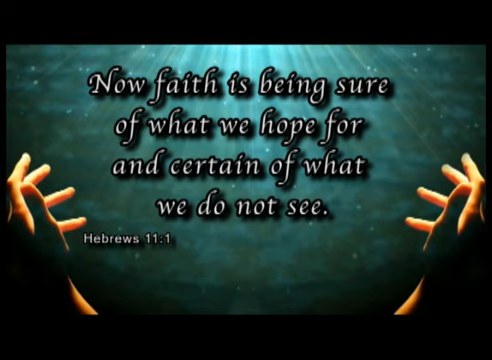 Now faith is being sure
of what we hope for
and certain of what
we do not see.
Hebrews 11:1